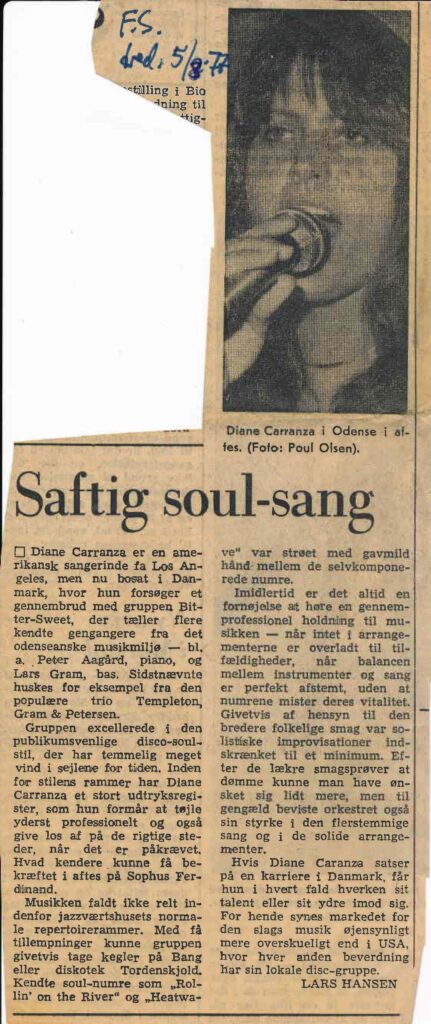 F.S.
fred. 5/8-77
stilling i Bio
dning til
ttig-
Diane Carranza i Odense i af-
tes. (Foto: Poul Olsen).
Saftig soul-sang
□ Diane Carranza er en ame-
rikansk sangerinde fa Los An-
geles, men nu bosat i Dan-
mark, hvor hun forsøger et
gennembrud med gruppen Bit-
ter-Sweet, der tæller flere
kendte gengangere fra det
odenseanske musikmiljø — bl.
a. Peter Aagård, piano, og
Lars Gram, bas. Sidstnævnte
huskes for eksempel fra den
populære trio Templeton,
Gram & Petersen.
Gruppen excellerede i den
publikumsvenlige disco-soul-
stil, der har temmelig meget
vind i sejlene for tiden. Inden
for stilens rammer har Diane
Carranza et stort udtryksregi-
ster, som hun formår at tøjle
yderst professionelt og også
give los af på de rigtige ste-
der, når det er påkrævet.
Hvad kendere kunne få be-
kræftet i aftes på Sophus Fer-
dinand.
Musikken faldt ikke relt in-
denfor jazzværtshusets norma-
le repertoirerammer. Med få
tillempninger kunne gruppen
givetvis tage kegler på Bang
eller diskotek Tordenskjold.
Kendte soul-numre som „Rol-
lin' on the River" og „Heatwa-
ve" var strøet med gavmild
hånd mellem de selvkompone-
rede numre.
Imidlertid er det altid en
fornøjelse at høre en gennem-
professionel holdning til mu-
sikken — når intet i arrange-
menterne er overladt til til-
fældigheder, når balancen
mellem instrumenter og sang
er perfekt afstemt, uden at
numrene mister deres vitalitet.
Givetvis af hensyn til den
bredere folkelige smag var so-
listiske improvisationer ind-
skrænket til et minimum. Ef-
ter de lækre smagsprøver at
dømme kunne man have øn-
sket sig lidt mere, men til
gengæld beviste orkestret også
sin styrke i den flerstemmige
sang og i de solide arrange-
menter.
Hvis Diane Caranza satser
på en karriere i Danmark, får
hun i hvert fald hverken sit
talent eller sit ydre imod sig.
For hende synes markedet for
den slags musik øjensynligt
mere overskueligt end i USA,
hvor hver anden beverdning
har sin lokale disc-gruppe.
LARS HANSEN